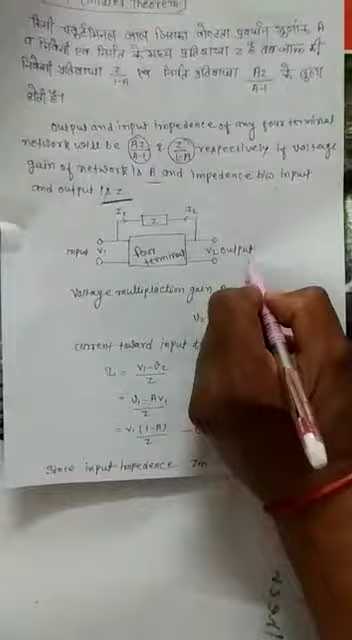 (Miller Theorem)
किसी चतुर्टर्मिनल जाल जिसका वोल्टता प्रवर्धन गुणांक A
व निवेशी एवं निर्गत के मध्य प्रतिबाधा Z है तब जाल की
निवेशी प्रतिबाधा Z/1-A एवं निर्गत प्रतिबाधा AZ/A-1 के तुल्य
होती है।
Output and input impedence of any four terminal
network will be AZ/A-1 & Z/1-A respectively if voltage
gain of network is A and impedence b/w input
and output is z.
I1 Z I2
input V1 four terminal V2 output
Voltage multiplaction gain
V2
current toward input
I1 = V1-V2/Z
= V1-AV1/Z
= V1(1-A)/Z
Since input impedence Im